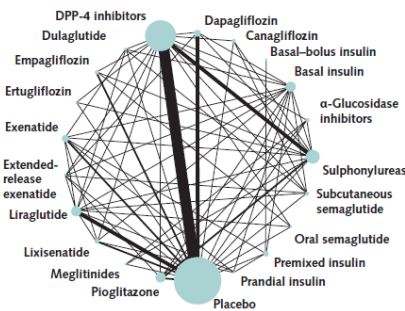 DPP-4 inhibitors
Dulaglutide
Empagliflozin
Ertugliflozin
Exenatide
Extended-
release
exenatide
Liraglutide
Lixisenatide
Meglitinides
Pioglitazone
Placebo
Prandial insulin
Premixed insulin
Oral semaglutide
Subcutaneous
semaglutide
Sulphonylureas
α-Glucosidase
inhibitors
Basal insulin
Basal–bolus insulin
Canagliflozin
Dapagliflozin